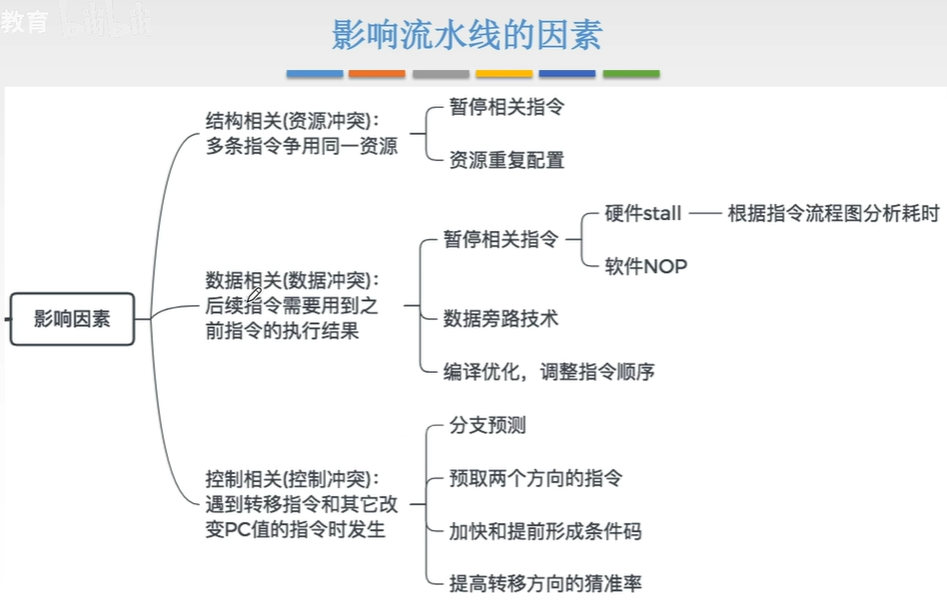 教育
影响流水线的因素
影响因素
结构相关(资源冲突)：
多条指令争用同一资源
暂停相关指令
资源重复配置
数据相关(数据冲突)：
后续指令需要用到之
前指令的执行结果
暂停相关指令
硬件stall
根据指令流程图分析耗时
软件NOP
数据旁路技术
编译优化，调整指令顺序
控制相关(控制冲突)：
遇到转移指令和其它改
变PC值的指令时发生
分支预测
预取两个方向的指令
加快和提前形成条件码
提高转移方向的猜准率